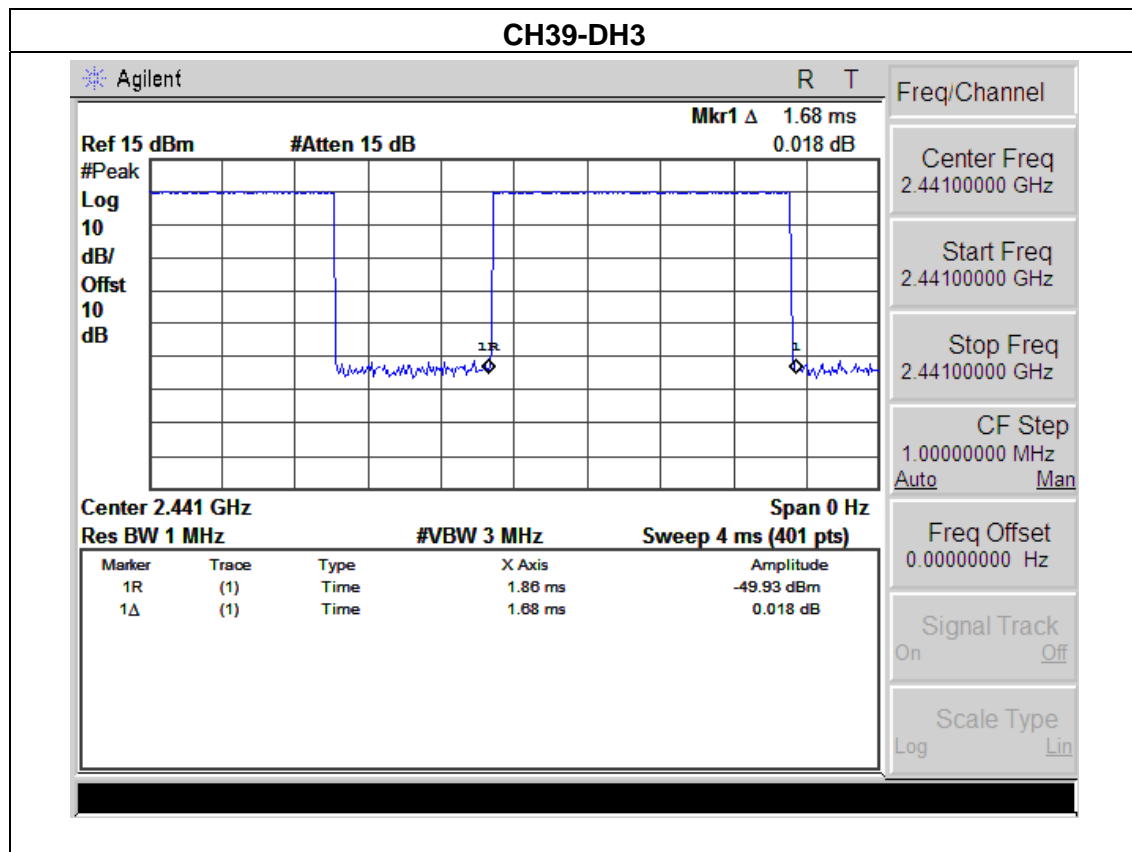 CH39-DH3
Agilent R T
Mkr1 Δ 1.68 ms
Ref 15 dBm #Atten 15 dB 0.018 dB
#Peak
Log
10
dB/
Offst
10
dB
1R
1
Center 2.441 GHz Span 0 Hz
Res BW 1 MHz #VBW 3 MHz Sweep 4 ms (401 pts)
Marker Trace Type X Axis Amplitude
1R (1) Time 1.86 ms -49.93 dBm
1Δ (1) Time 1.68 ms 0.018 dB
Freq/Channel
Center Freq
2.44100000 GHz
Start Freq
2.44100000 GHz
Stop Freq
2.44100000 GHz
CF Step
1.00000000 MHz
Auto Man
Freq Offset
0.00000000 Hz
Signal Track
On Off
Scale Type
Log Lin